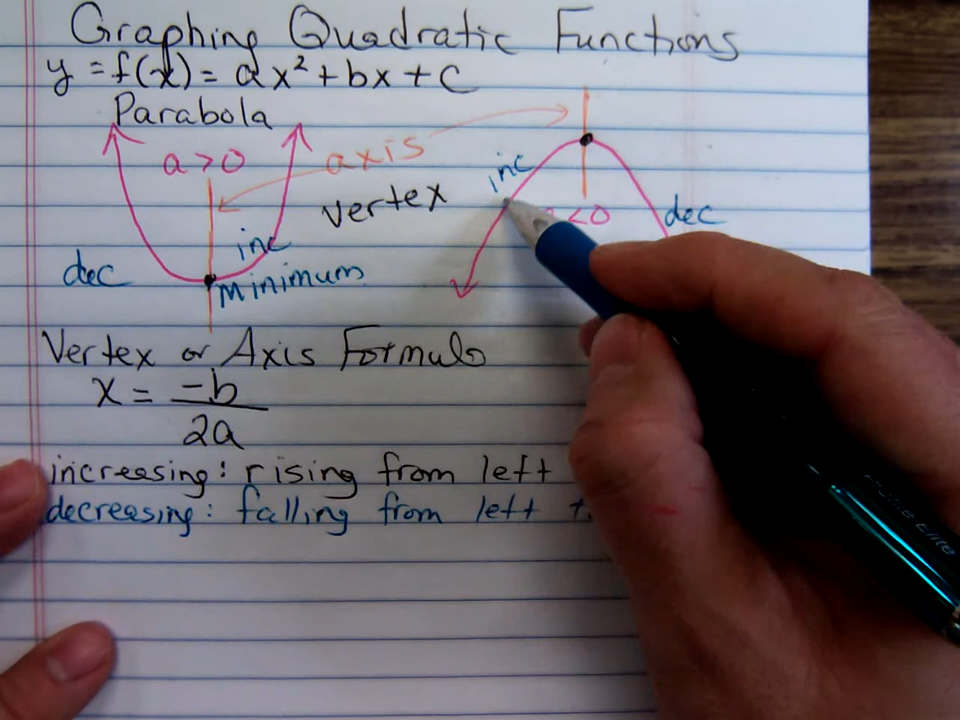 Graphing Quadratic Functions
y = f(x) = ax² + bx + c
Parabola
a > 0
axis
vertex
inc
< 0
dec
dec
inc
minimum
Vertex or Axis Formula
x = -b/2a
increasing: rising from left
decreasing: falling from left